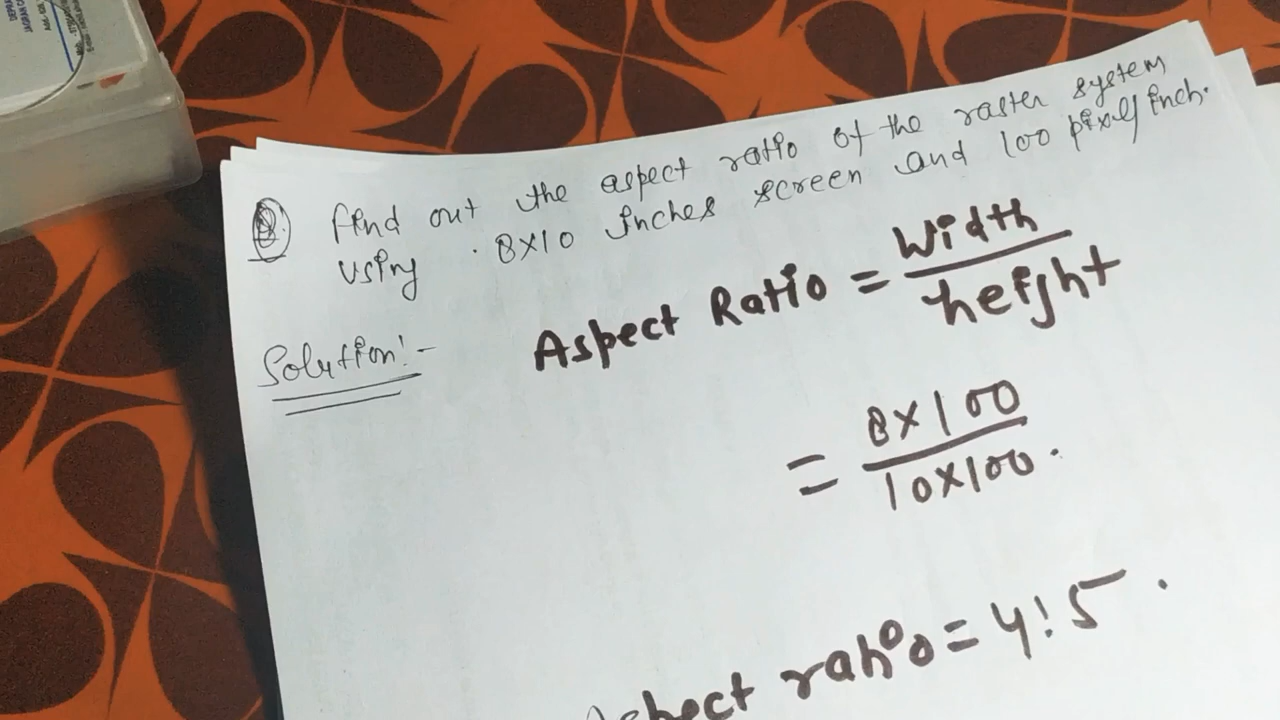 Q Find out the aspect ratio of the raster system
using 8x10 inches screen and 100 pixel/inch.
Solution:-
Aspect Ratio = Width
height
= 8x100
10x100.
Aspect ratio = 4:5.